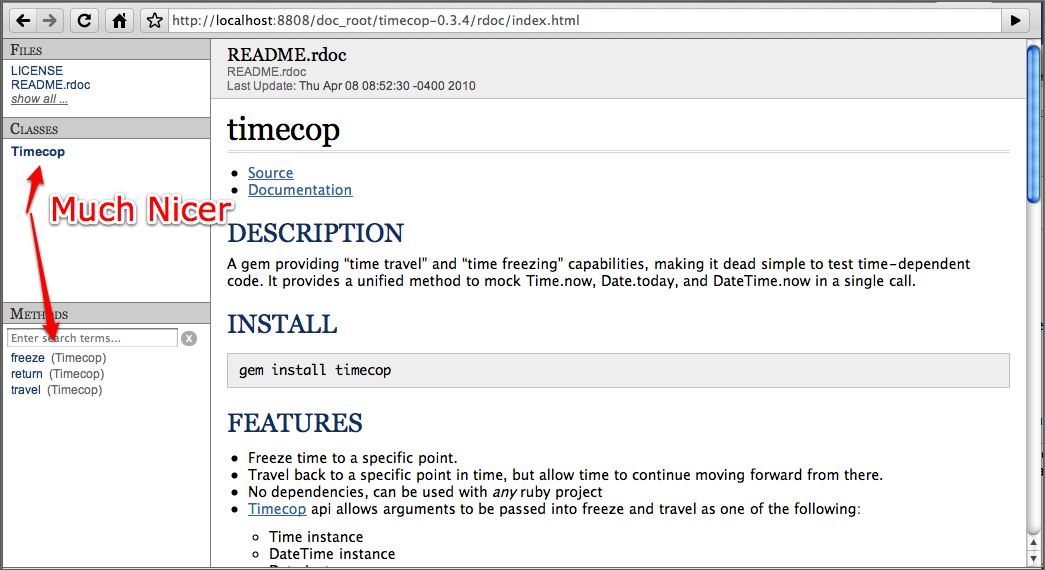 http://localhost:8808/doc_root/timecop-0.3.4/rdoc/index.html
Files
LICENSE
README.rdoc
show all ...
Classes
Timecop
Much Nicer
Methods
Enter search terms...
X
freeze (Timecop)
return (Timecop)
travel (Timecop)
README.rdoc
README.rdoc
Last Update: Thu Apr 08 08:52:30 -0400 2010
timecop
Source
Documentation
DESCRIPTION
A gem providing “time travel” and “time freezing” capabilities, making it dead simple to test time-dependent
code. It provides a unified method to mock Time.now, Date.today, and DateTime.now in a single call.
INSTALL
gem install timecop
FEATURES
Freeze time to a specific point.
Travel back to a specific point in time, but allow time to continue moving forward from there.
No dependencies, can be used with any ruby project
Timecop api allows arguments to be passed into freeze and travel as one of the following:
Time instance
DateTime instance